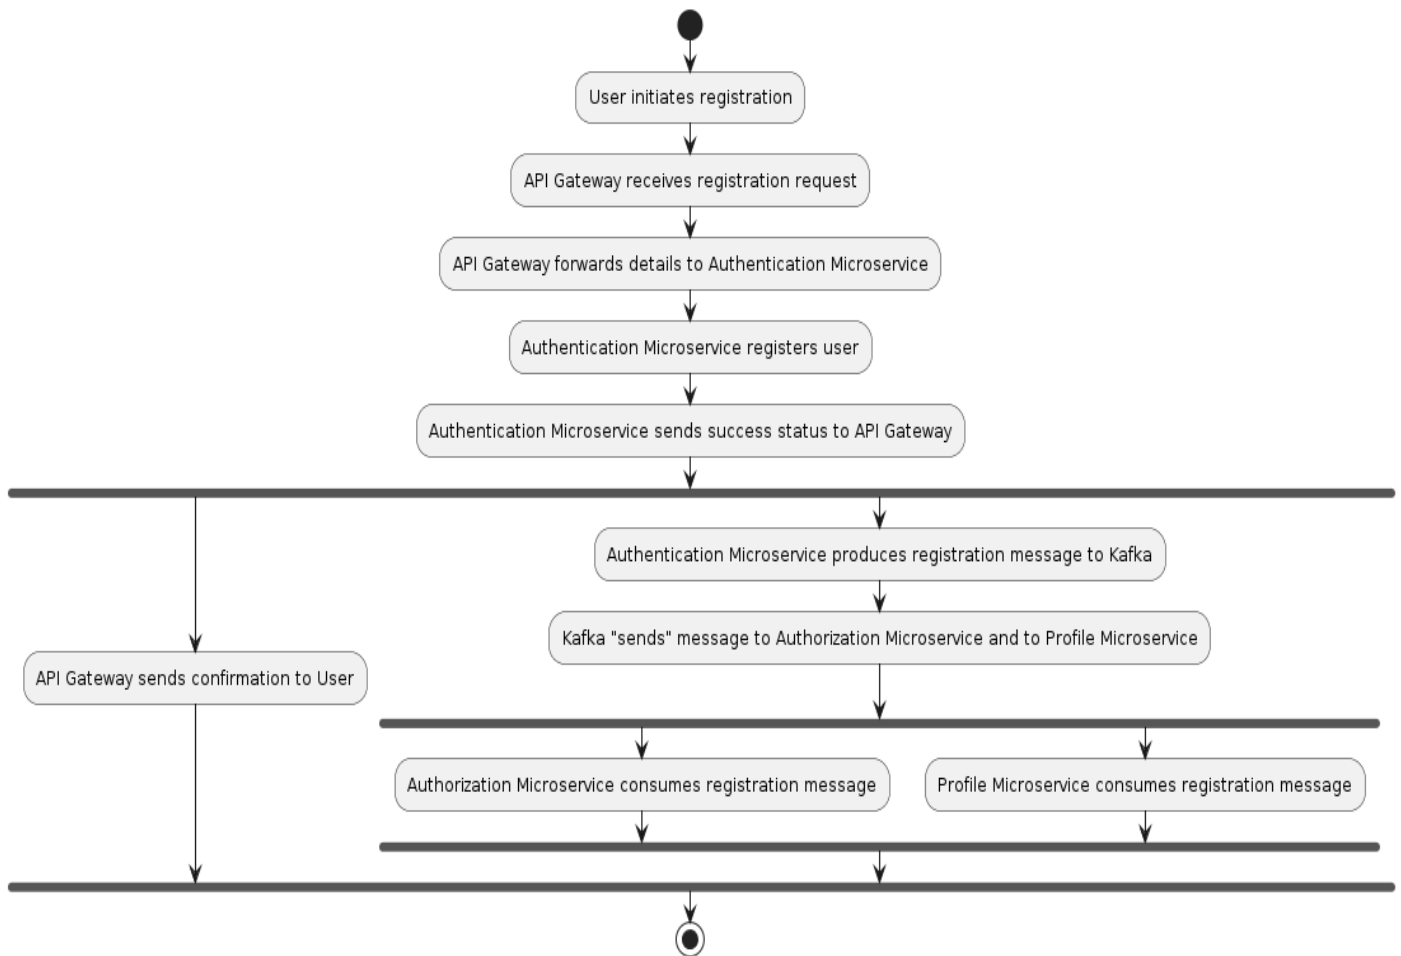 User initiates registration
API Gateway receives registration request
API Gateway forwards details to Authentication Microservice
Authentication Microservice registers user
Authentication Microservice sends success status to API Gateway
Authentication Microservice produces registration message to Kafka
Kafka "sends" message to Authorization Microservice and to Profile Microservice
API Gateway sends confirmation to User
Authorization Microservice consumes registration message
Profile Microservice consumes registration message